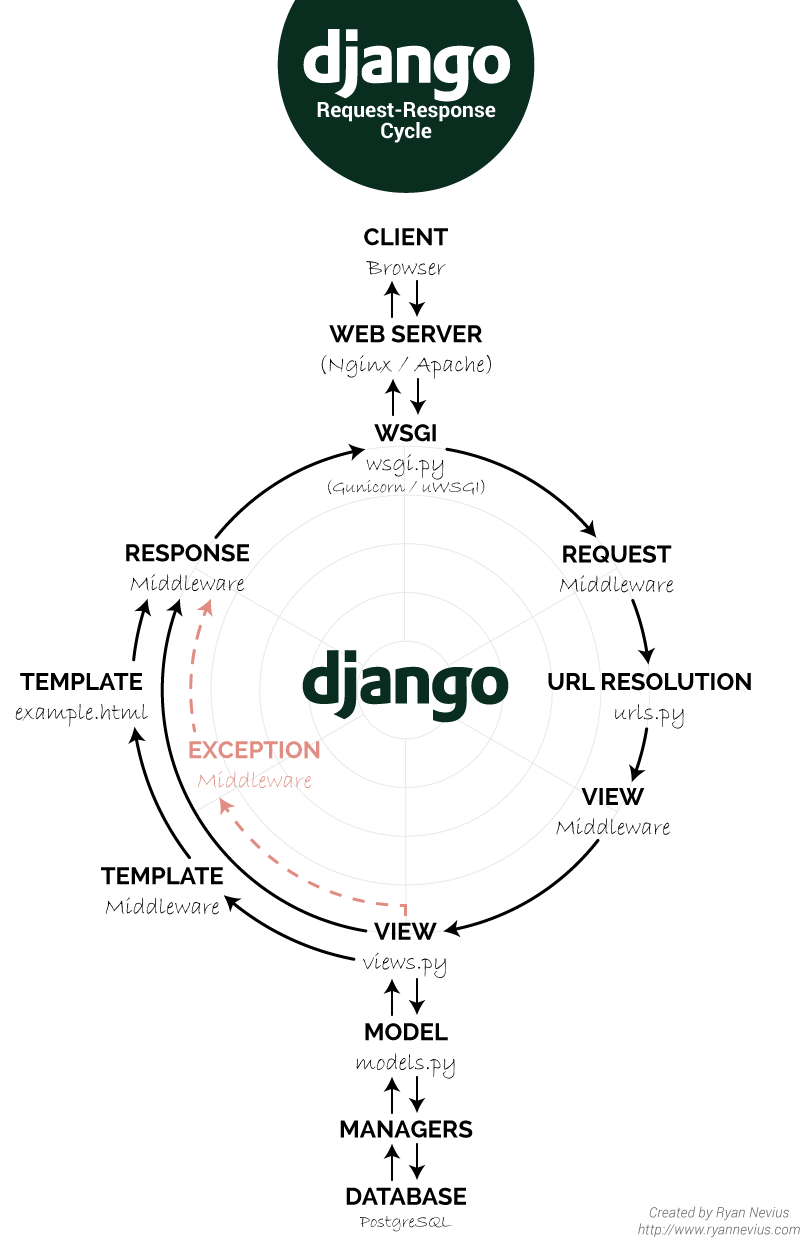 django
Request-Response
Cycle
CLIENT
Browser
WEB SERVER
(Nginx / Apache)
WSGI
wsgi.py
(Gunicorn / uWSGI)
RESPONSE
Middleware
REQUEST
Middleware
TEMPLATE
example.html
django
URL RESOLUTION
urls.py
EXCEPTION
Middleware
VIEW
Middleware
TEMPLATE
Middleware
VIEW
views.py
MODEL
models.py
MANAGERS
DATABASE
PostgreSQL
Created by Ryan Nevius
http://www.ryannevius.com